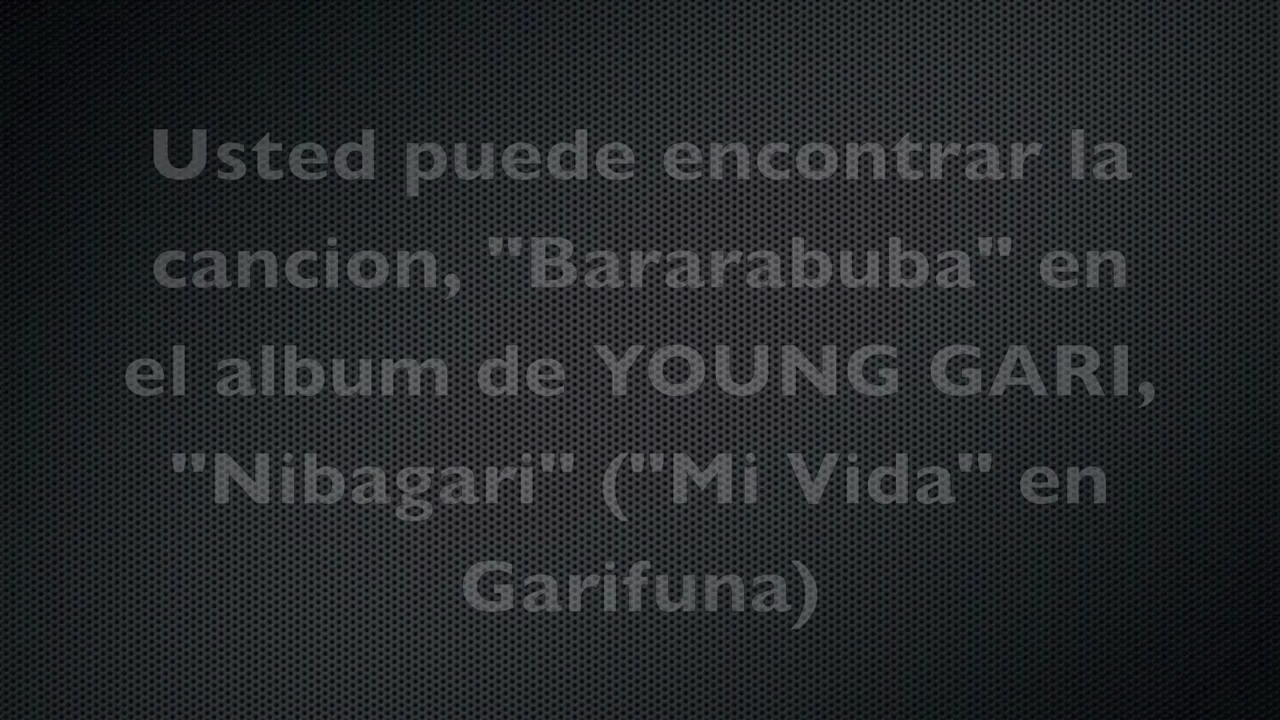 Usted puede encontrar la
cancion, "Bararabuba" en
el album de YOUNG GARI,
"Nibagari" ("Mi Vida" en
Garifuna)